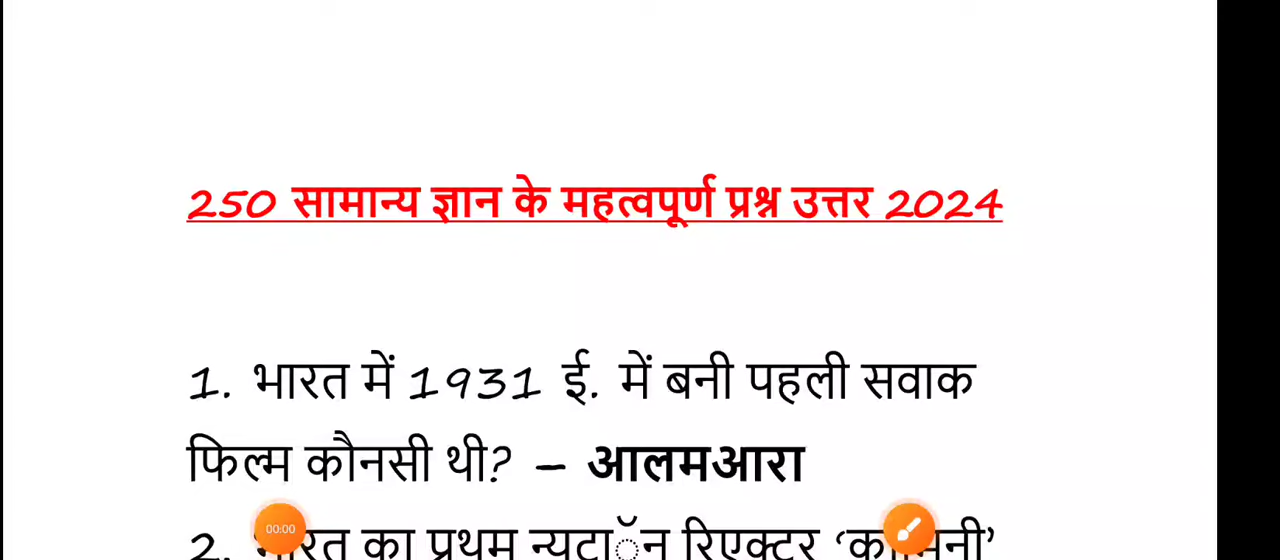 250 सामान्य ज्ञान के महत्वपूर्ण प्रश्न उत्तर 2024
1. भारत में 1931 ई. में बनी पहली सवाक
फिल्म कौनसी थी? – आलमआरा
2. का प्रथम रिएक्टर
00:00